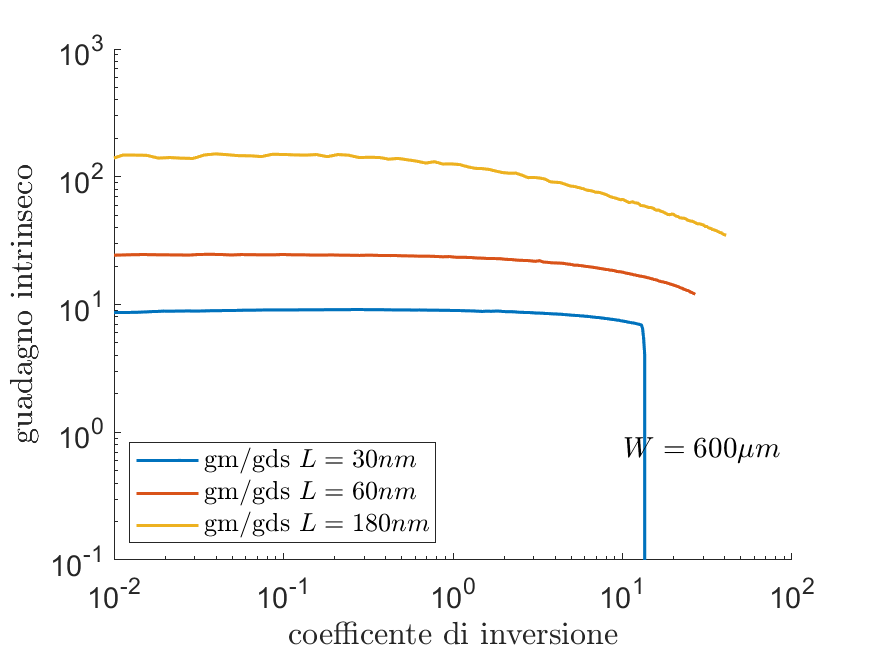 10^3
10^2
10^1
10^0
10^-1
guadagno intrinseco
W = 600μm
gm/gds L = 30nm
gm/gds L = 60nm
gm/gds L = 180nm
10^-2 10^-1 10^0 10^1 10^2
coefficente di inversione